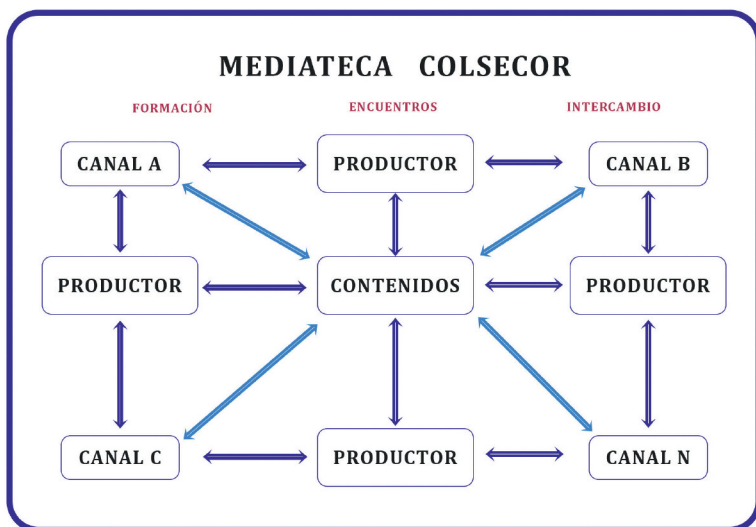 MEDIATECA COLSECOR
FORMACIÓN ENCUENTROS INTERCAMBIO
CANAL A PRODUCTOR CANAL B
PRODUCTOR CONTENIDOS PRODUCTOR
CANAL C PRODUCTOR CANAL N